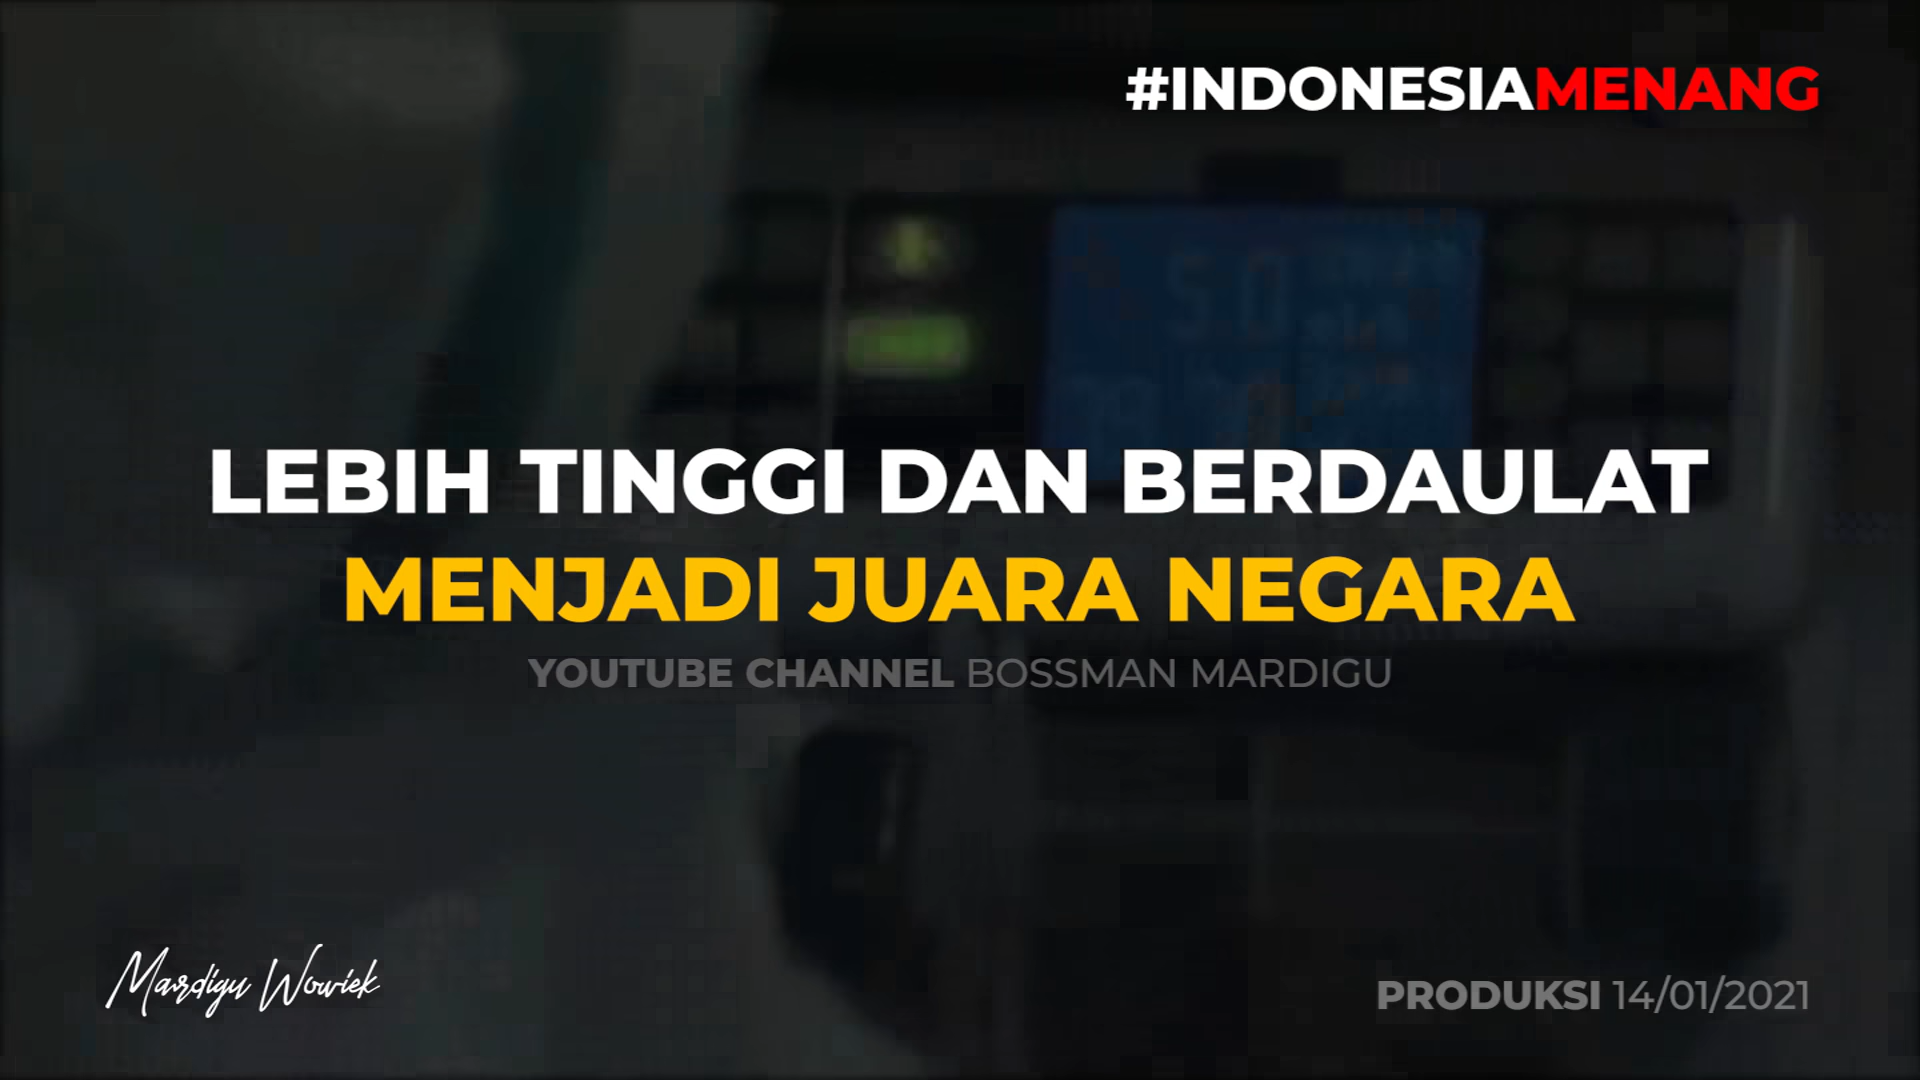 #INDONESIAMENANG
LEBIH TINGGI DAN BERDAULAT
MENJADI JUARA NEGARA
YOUTUBE CHANNEL BOSSMAN MARDIGU
Mardigu Wowiek
PRODUKSI 14/01/2021